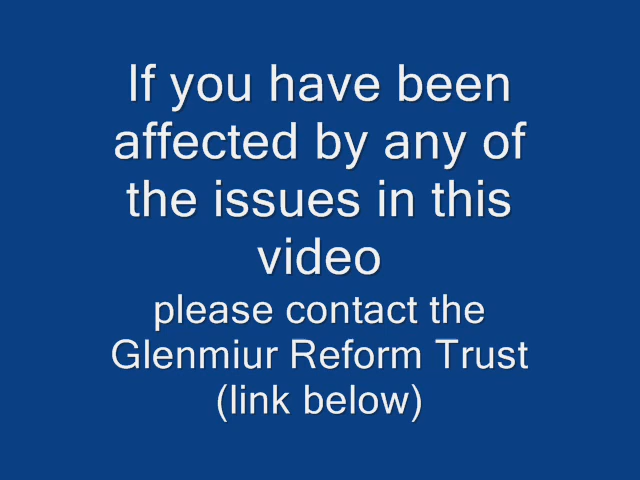 If you have been
affected by any of
the issues in this
video
please contact the
Glenmiur Reform Trust
(link below)